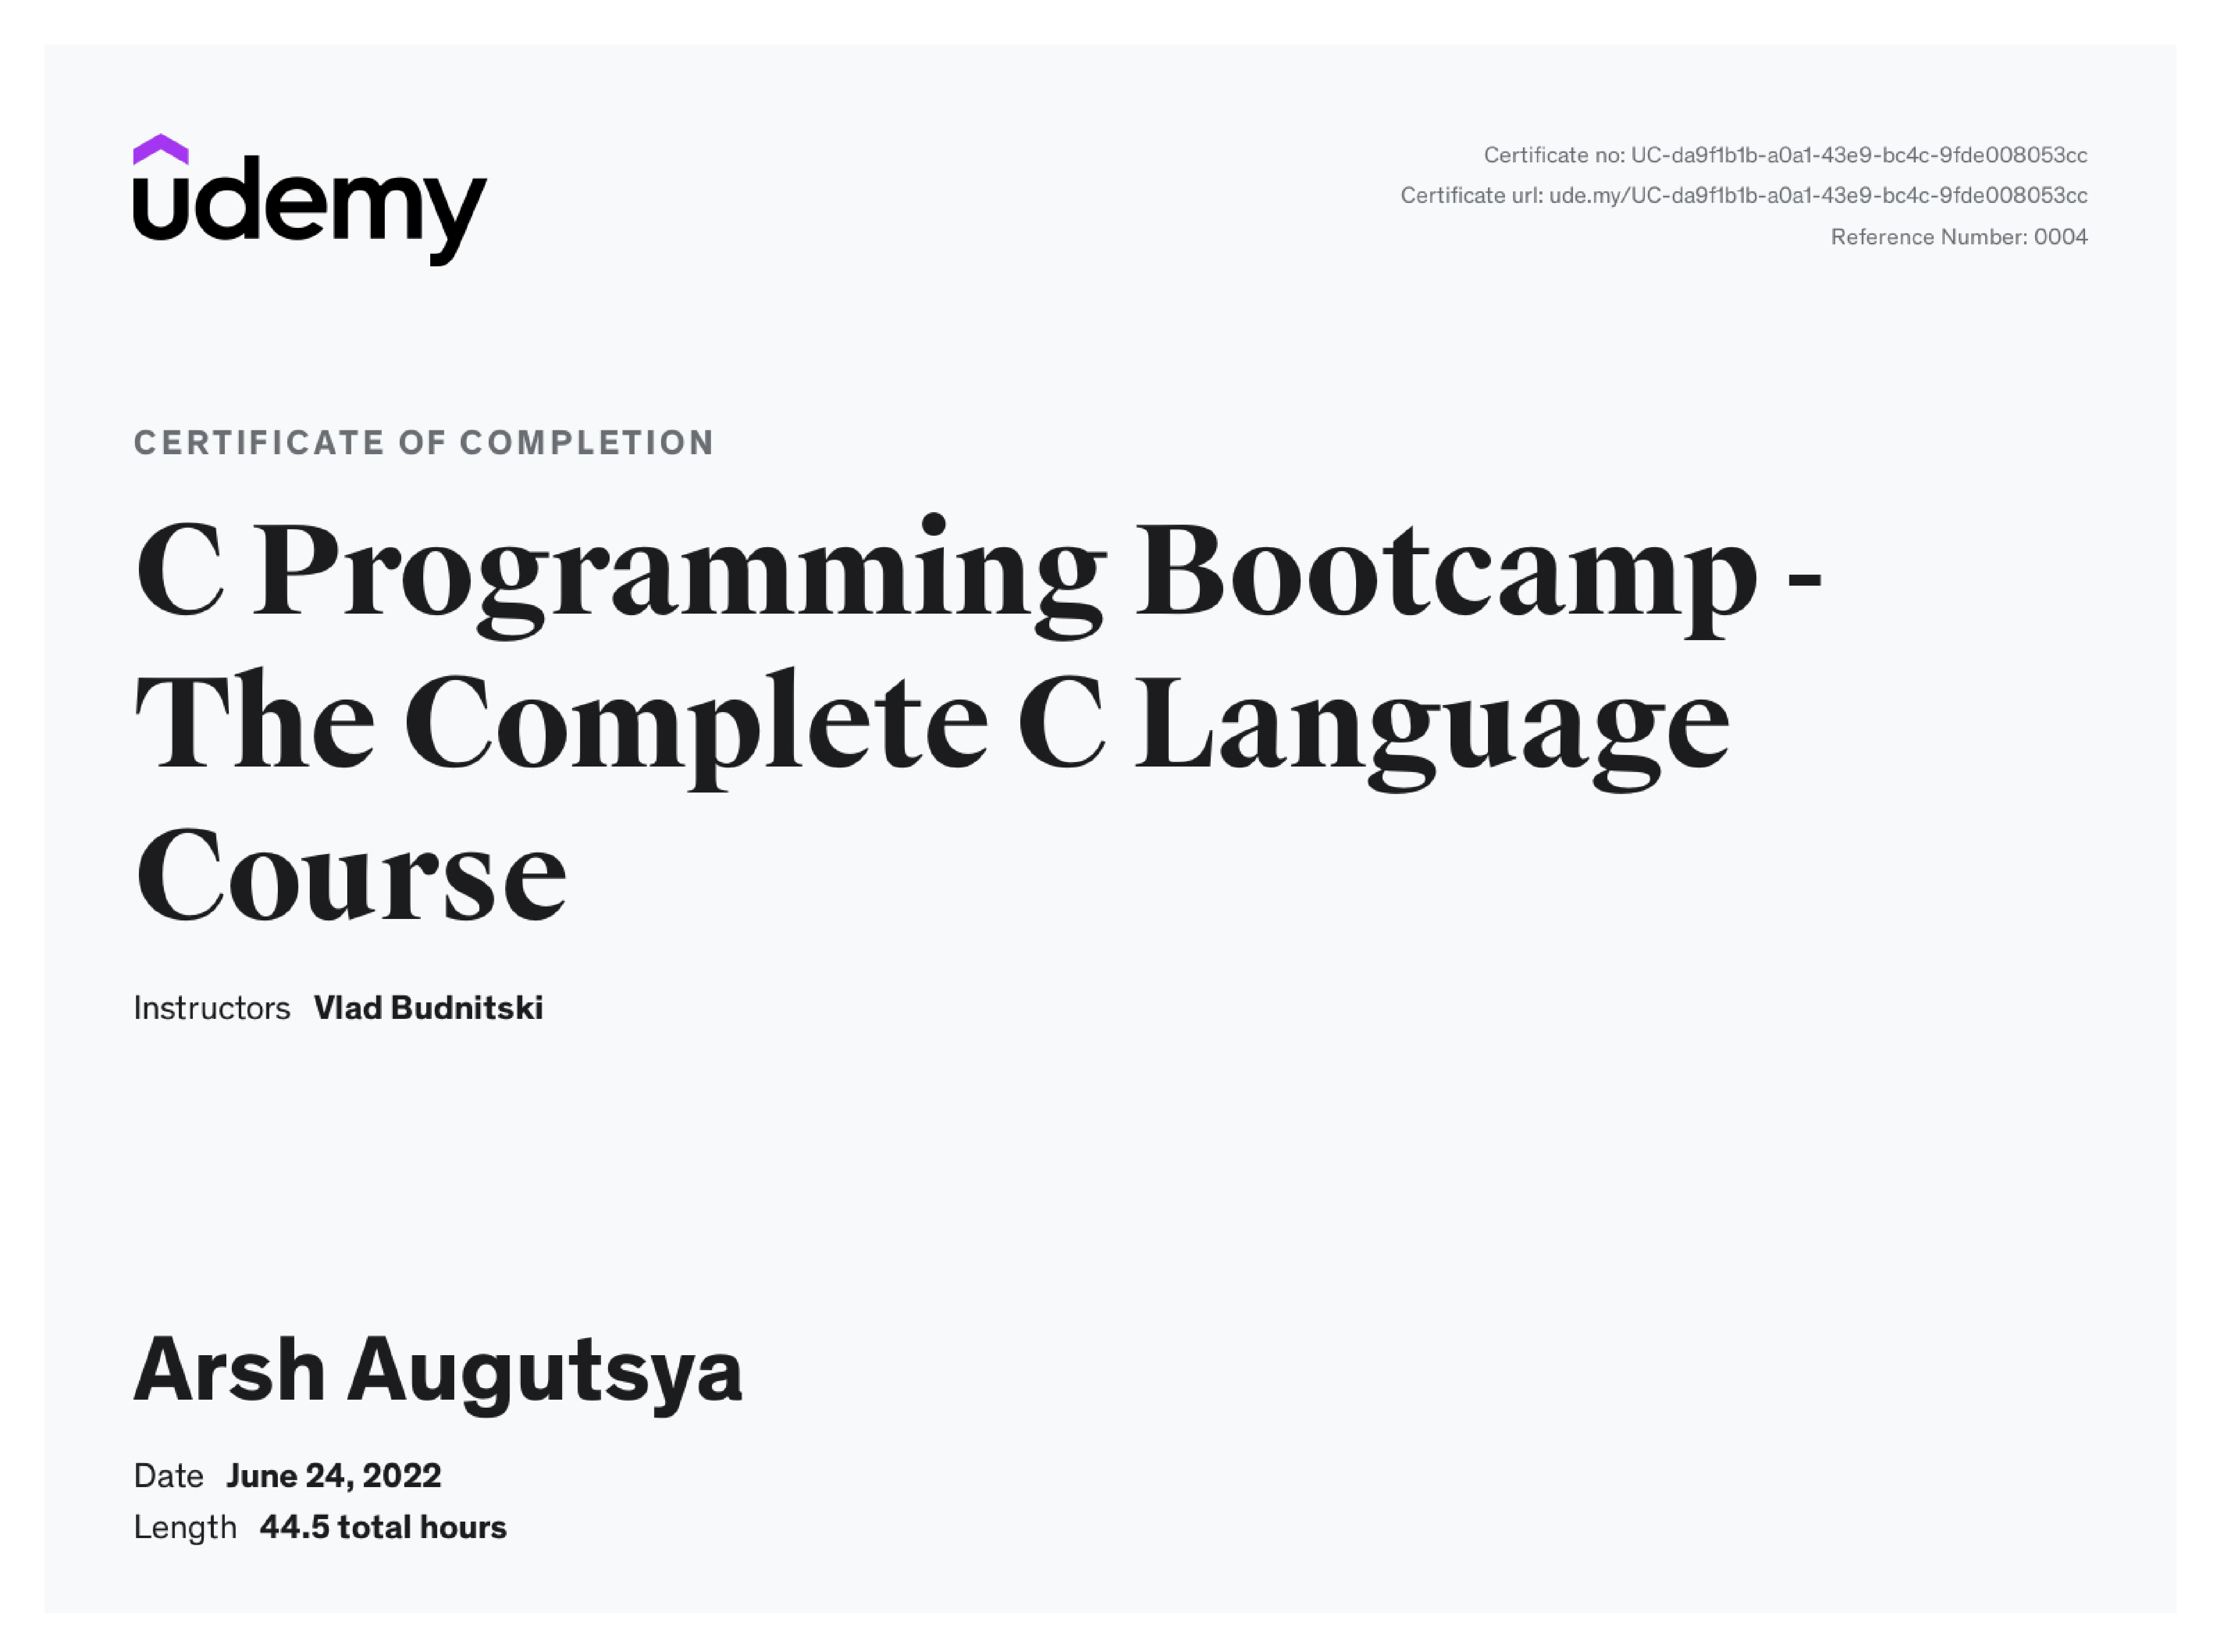 udemy
Certificate no: UC-da9f1b1b-a0a1-43e9-bc4c-9fde008053cc
Certificate url: ude.my/UC-da9f1b1b-a0a1-43e9-bc4c-9fde008053cc
Reference Number: 0004
CERTIFICATE OF COMPLETION
C Programming Bootcamp -
The Complete C Language
Course
Instructors Vlad Budnitski
Arsh Augutsya
Date June 24, 2022
Length 44.5 total hours